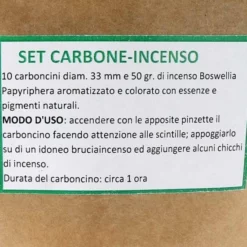 SET CARBONE-INCENSO
10 carboncini diam. 33 mm e 50 gr. di incenso Boswellia
Papyriphera aromatizzato e colorato con essenze e
pigmenti naturali.
MODO D'USO: accendere con le apposite pinzette il
carboncino facendo attenzione alle scintille; appoggiarlo
su di un idoneo bruciaincenso ed aggiungere alcuni chicchi
di incenso.
Durata del carboncino: circa 1 ora